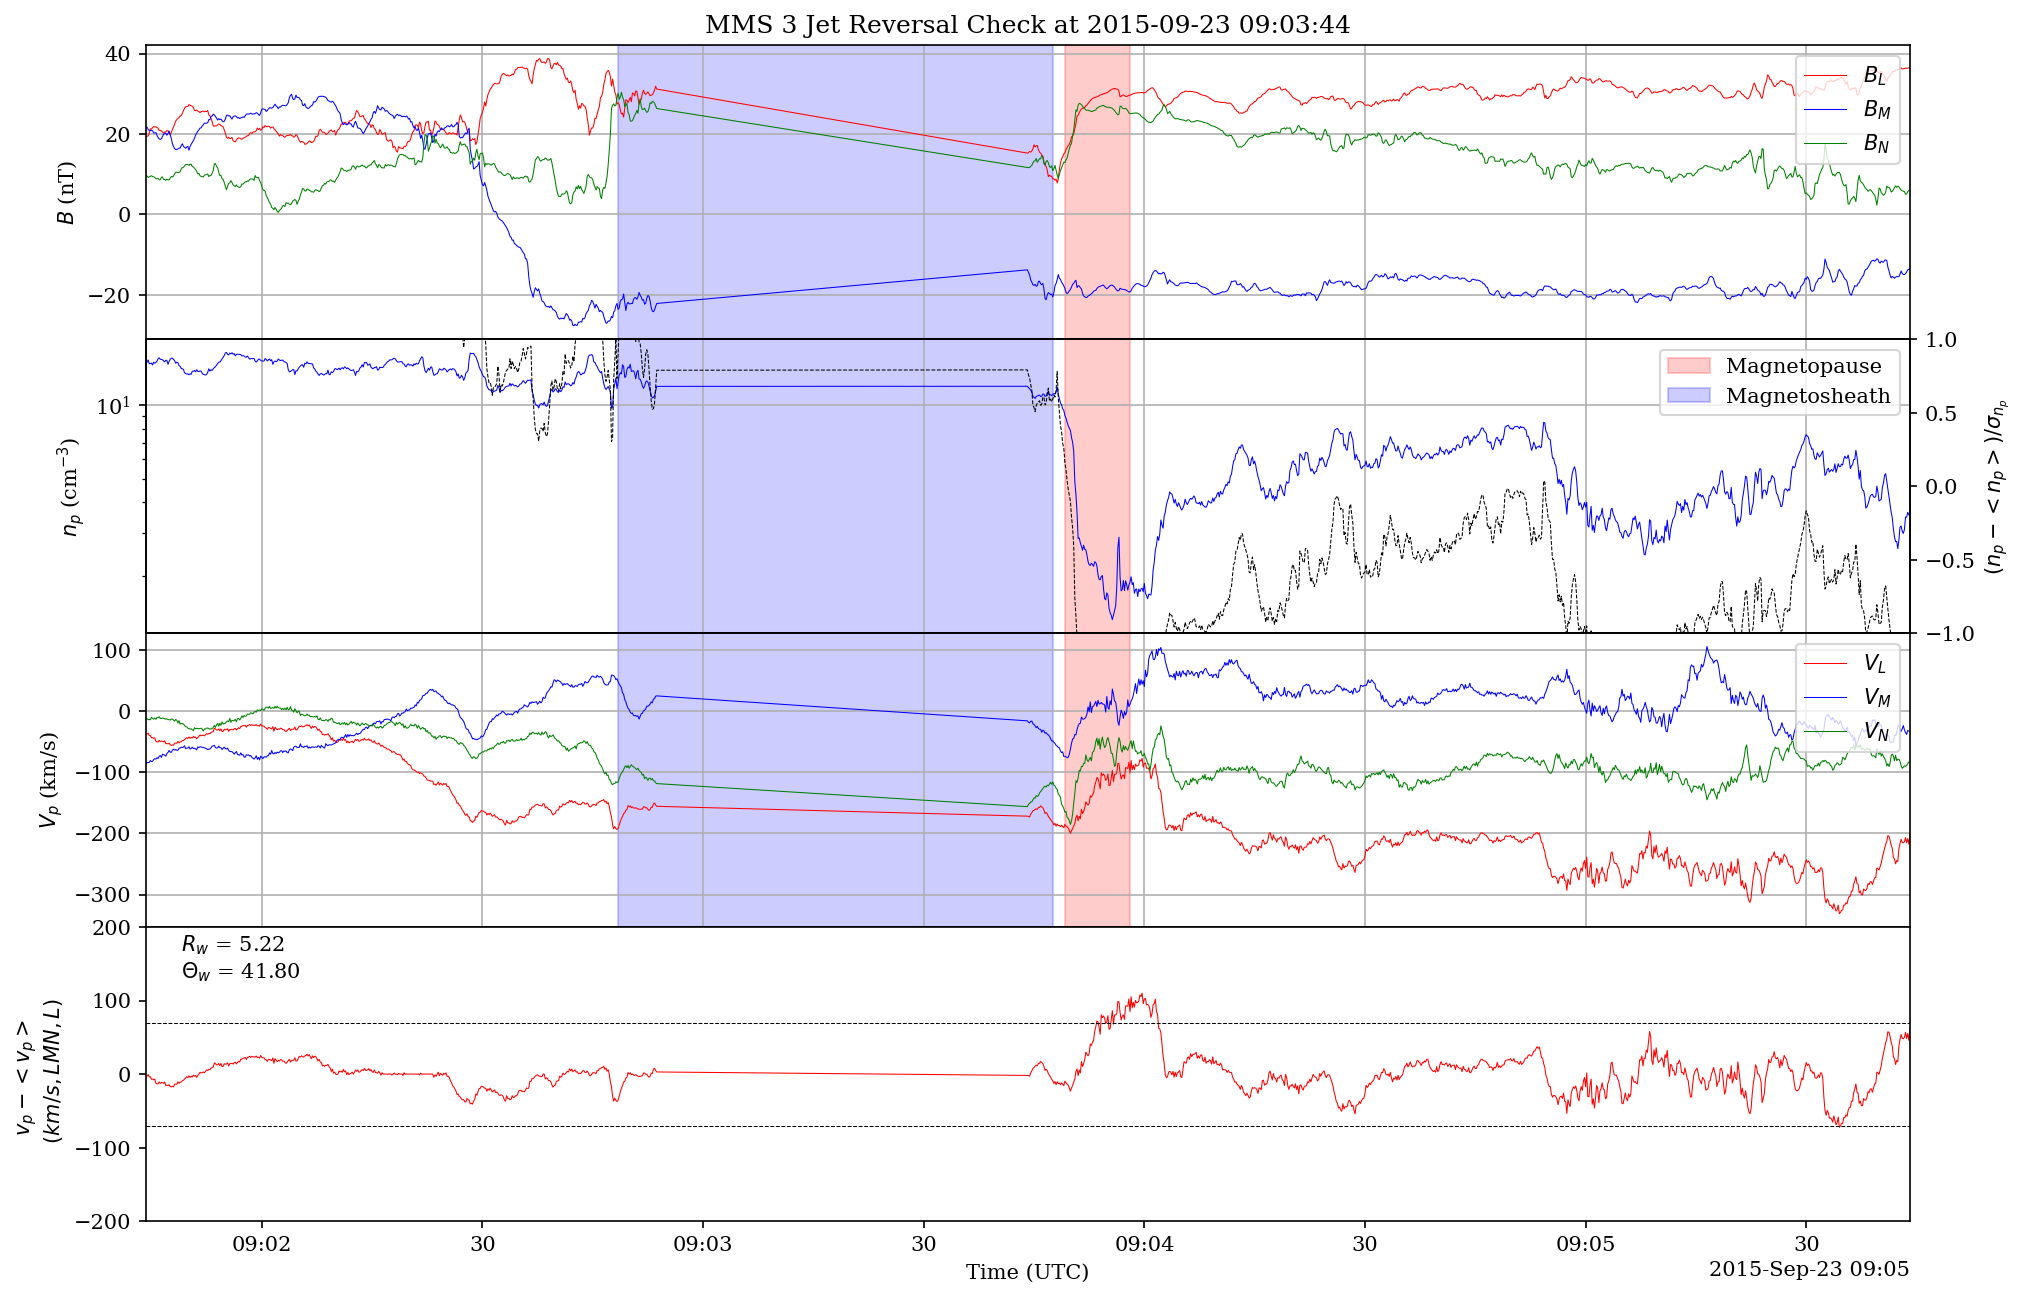 MMS 3 Jet Reversal Check at 2015-09-23 09:03:44
40
20
0
−20
B (nT)
B_L
B_M
B_N
10^1
n_p (cm^{−3})
Magnetopause
Magnetosheath
1.0
0.5
0.0
−0.5
−1.0
(n_p − < n_p >)/σ_{n_p}
100
0
−100
−200
−300
V_p (km/s)
V_L
V_M
V_N
200
100
0
−100
−200
v_p − < v_p >
(km/s, LMN, L)
R_w = 5.22
Θ_w = 41.80
09:02 30 09:03 30 09:04 30 09:05 30
Time (UTC)
2015-Sep-23 09:05